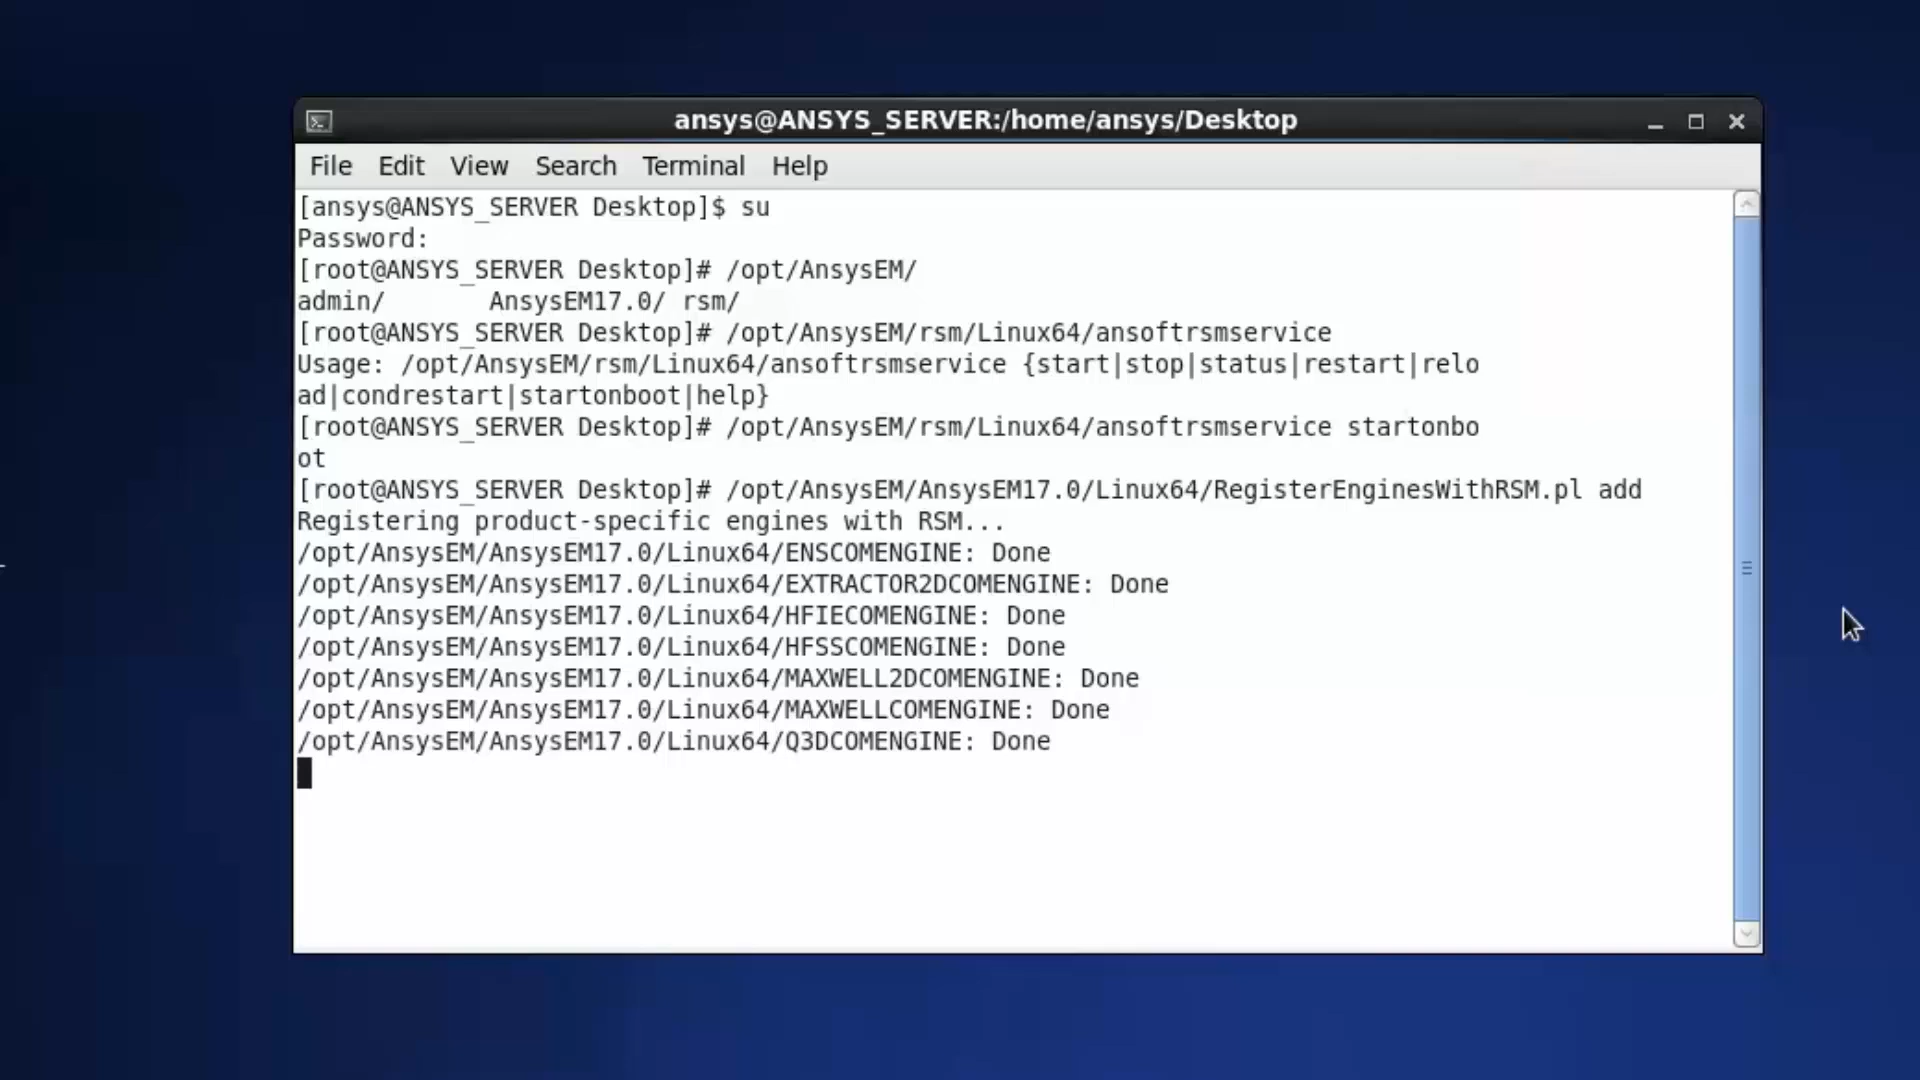 ansys@ANSYS_SERVER:/home/ansys/Desktop
File Edit View Search Terminal Help
[ansys@ANSYS_SERVER Desktop]$ su
Password:
[root@ANSYS_SERVER Desktop]# /opt/AnsysEM/
admin/       AnsysEM17.0/ rsm/
[root@ANSYS_SERVER Desktop]# /opt/AnsysEM/rsm/Linux64/ansoftrsmservice
Usage: /opt/AnsysEM/rsm/Linux64/ansoftrsmservice {start|stop|status|restart|relo
ad|condrestart|startonboot|help}
[root@ANSYS_SERVER Desktop]# /opt/AnsysEM/rsm/Linux64/ansoftrsmservice startonbo
ot
[root@ANSYS_SERVER Desktop]# /opt/AnsysEM/AnsysEM17.0/Linux64/RegisterEnginesWithRSM.pl add
Registering product-specific engines with RSM...
/opt/AnsysEM/AnsysEM17.0/Linux64/ENSCOMENGINE: Done
/opt/AnsysEM/AnsysEM17.0/Linux64/EXTRACTOR2DCOMENGINE: Done
/opt/AnsysEM/AnsysEM17.0/Linux64/HFIECOMENGINE: Done
/opt/AnsysEM/AnsysEM17.0/Linux64/HFSSCOMENGINE: Done
/opt/AnsysEM/AnsysEM17.0/Linux64/MAXWELL2DCOMENGINE: Done
/opt/AnsysEM/AnsysEM17.0/Linux64/MAXWELLCOMENGINE: Done
/opt/AnsysEM/AnsysEM17.0/Linux64/Q3DCOMENGINE: Done